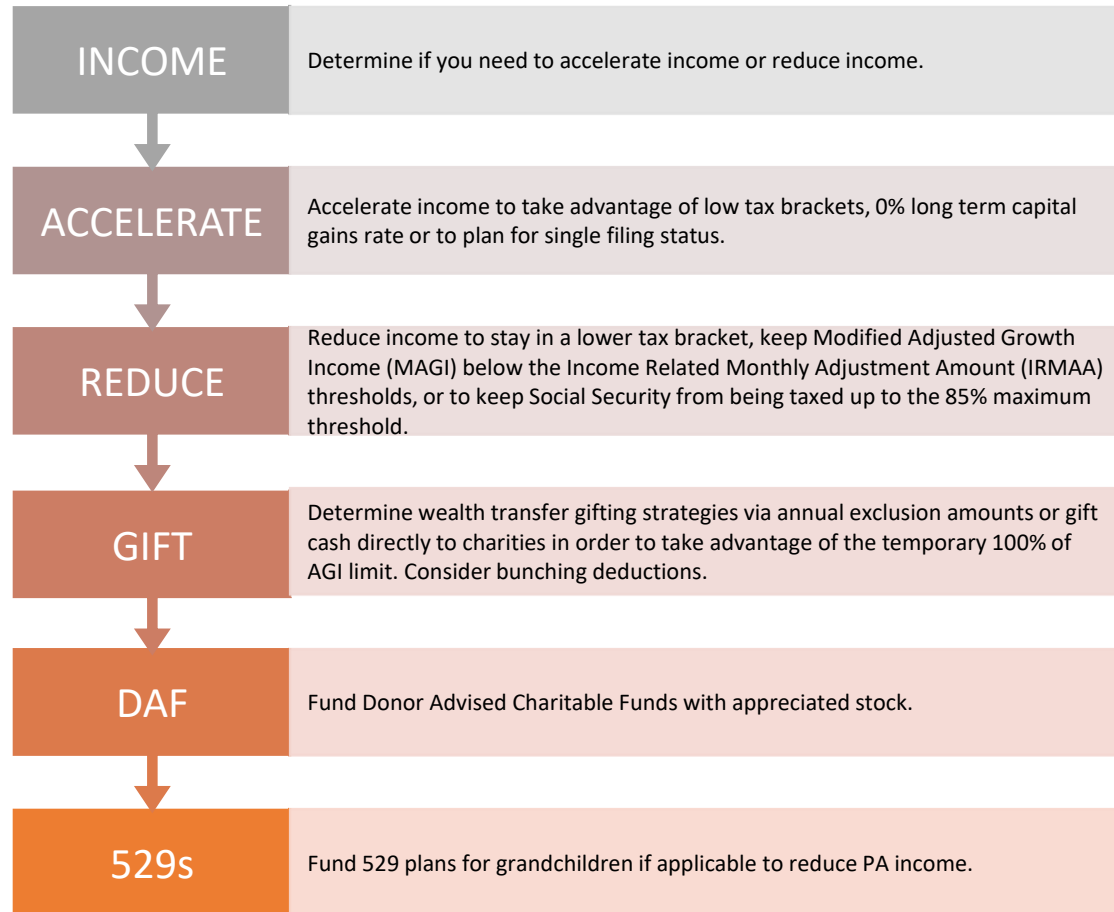 INCOME
Determine if you need to accelerate income or reduce income.
ACCELERATE
Accelerate income to take advantage of low tax brackets, 0% long term capital
gains rate or to plan for single filing status.
REDUCE
Reduce income to stay in a lower tax bracket, keep Modified Adjusted Growth
Income (MAGI) below the Income Related Monthly Adjustment Amount (IRMAA)
thresholds, or to keep Social Security from being taxed up to the 85% maximum
threshold.
GIFT
Determine wealth transfer gifting strategies via annual exclusion amounts or gift
cash directly to charities in order to take advantage of the temporary 100% of
AGI limit. Consider bunching deductions.
DAF
Fund Donor Advised Charitable Funds with appreciated stock.
529s
Fund 529 plans for grandchildren if applicable to reduce PA income.